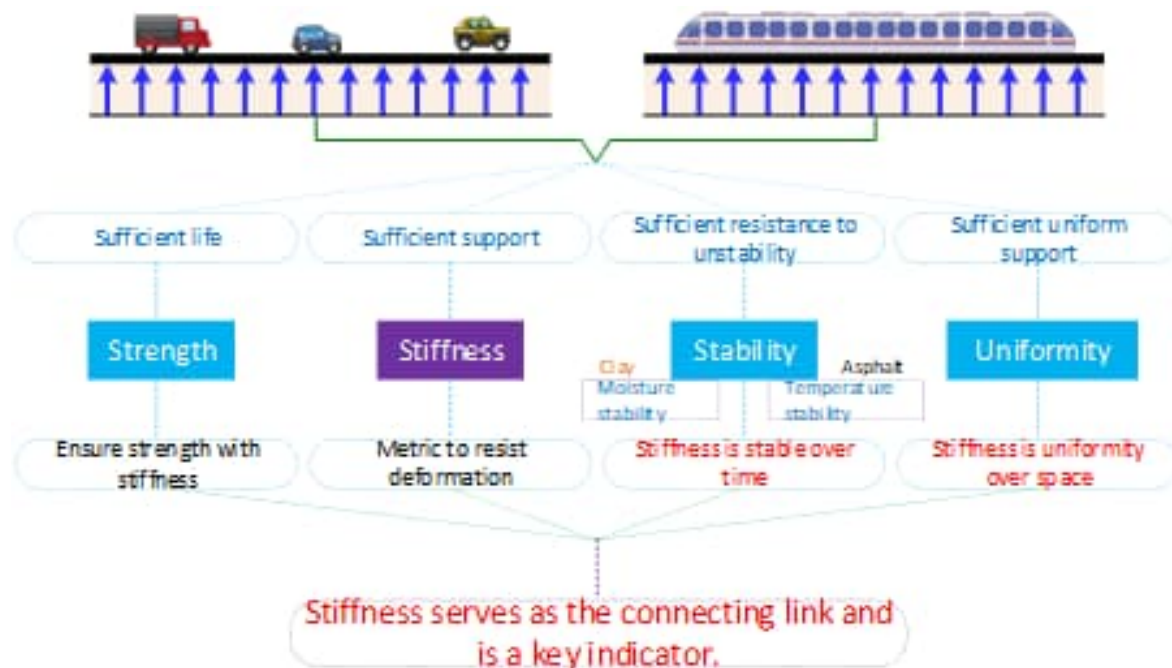 Sufficient life
Sufficient support
Sufficient resistance to
unstability
Sufficient uniform
support
Strength
Stiffness
Stability
Uniformity
Clay
Moisture
stability
Asphalt
Temperature
stability
Ensure strength with
stiffness
Metric to resist
deformation
Stiffness is stable over
time
Stiffness is uniformity
over space
Stiffness serves as the connecting link and
is a key indicator.